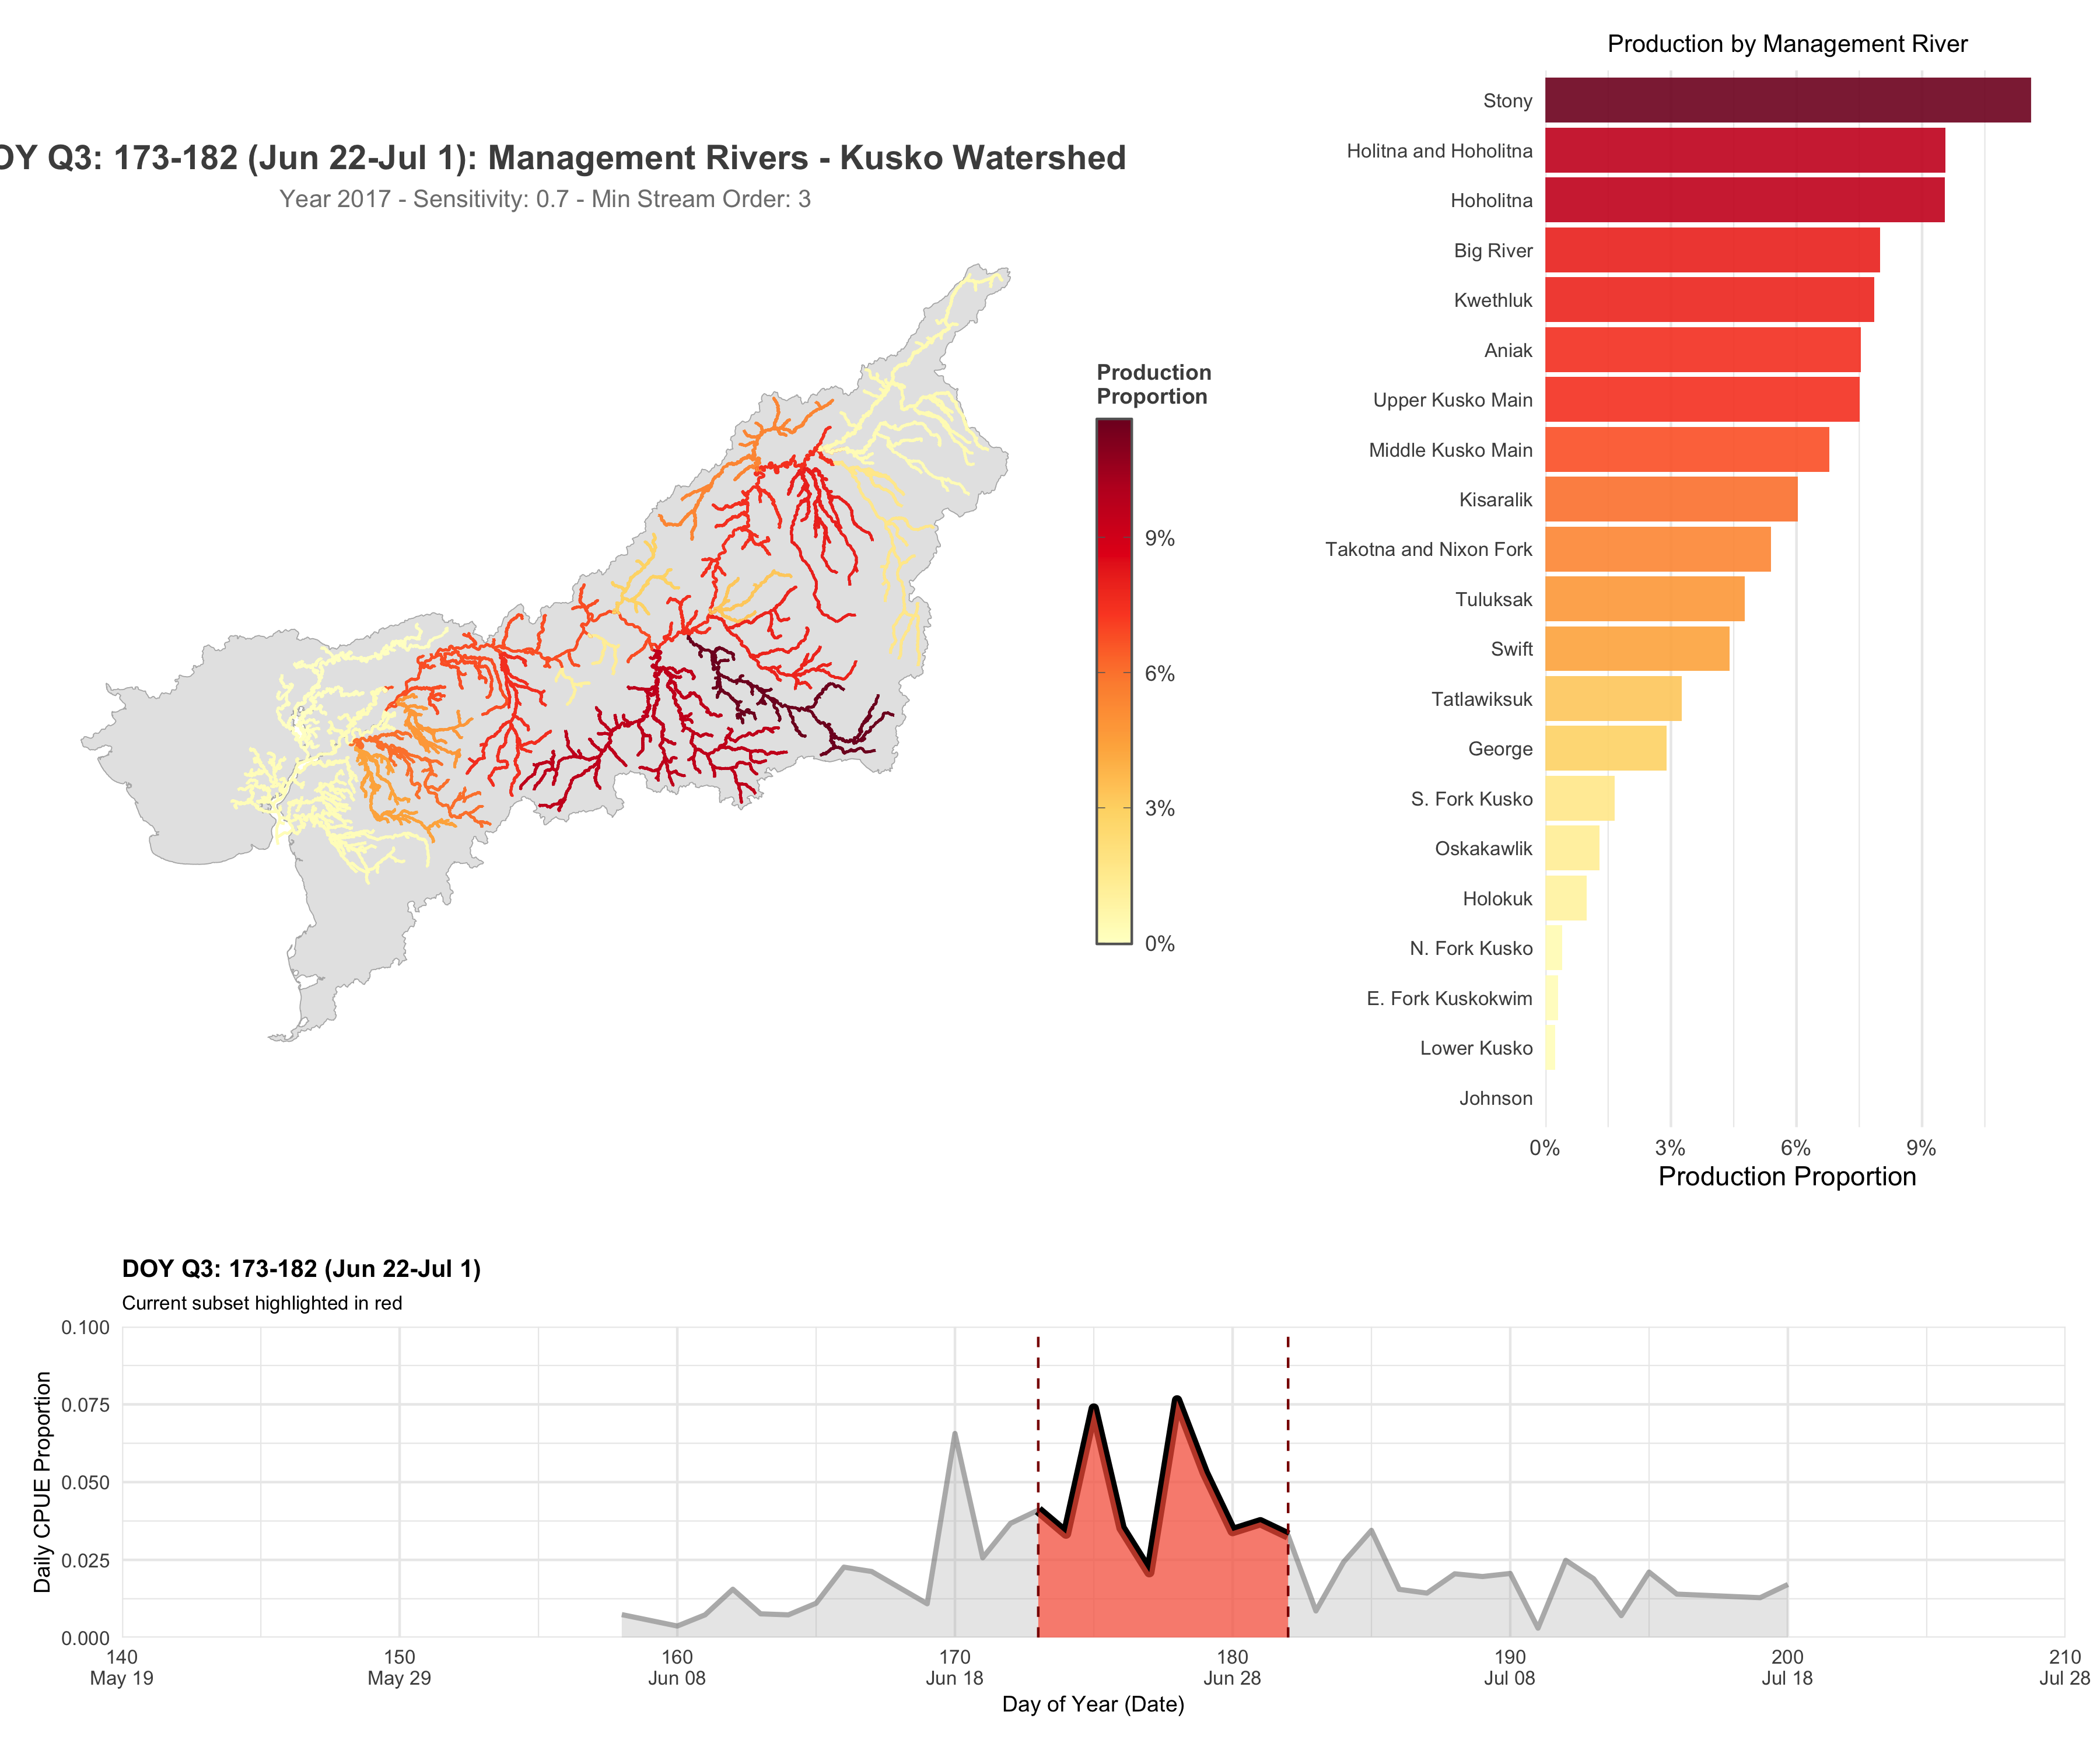 OY Q3: 173-182 (Jun 22-Jul 1): Management Rivers - Kusko Watershed
Year 2017 - Sensitivity: 0.7 - Min Stream Order: 3
Production
Proportion
9%
6%
3%
0%
Production by Management River
Stony
Holitna and Hoholitna
Hoholitna
Big River
Kwethluk
Aniak
Upper Kusko Main
Middle Kusko Main
Kisaralik
Takotna and Nixon Fork
Tuluksak
Swift
Tatlawiksuk
George
S. Fork Kusko
Oskakawlik
Holokuk
N. Fork Kusko
E. Fork Kuskokwim
Lower Kusko
Johnson
0% 3% 6% 9%
Production Proportion
DOY Q3: 173-182 (Jun 22-Jul 1)
Current subset highlighted in red
Daily CPUE Proportion
0.100
0.075
0.050
0.025
0.000
140 150 160 170 180 190 200 210
May 19 May 29 Jun 08 Jun 18 Jun 28 Jul 08 Jul 18 Jul 28
Day of Year (Date)